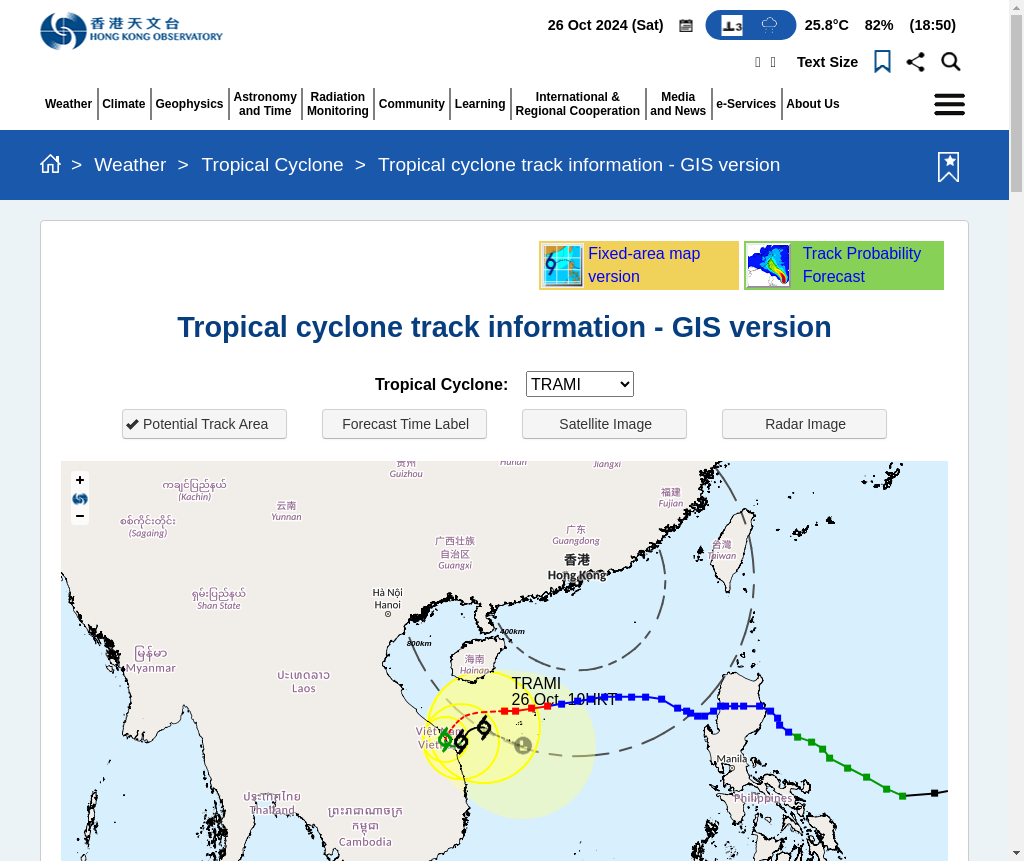 香港天文台
HONG KONG OBSERVATORY
26 Oct 2024 (Sat)
⊥3
25.8°C 82% (18:50)
Text Size
Weather
Climate
Geophysics
Astronomy
and Time
Radiation
Monitoring
Community
Learning
International &
Regional Cooperation
Media
and News
e-Services
About Us
> Weather > Tropical Cyclone > Tropical cyclone track information - GIS version
Fixed-area map
version
Track Probability
Forecast
Tropical cyclone track information - GIS version
Tropical Cyclone: TRAMI
Potential Track Area
Forecast Time Label
Satellite Image
Radar Image
+
−
贵州
Guizhou
Hunan
Jiangxi
ကချင်ပြည်နယ်
(Kachin)
云南
Yunnan
စစ်ကိုင်းတိုင်း
(Sagaing)
福建
Fujian
广西壮族
自治区
Guangxi
广东
Guangdong
台灣
Taiwan
香港
Hong Kong
ရှမ်းပြည်နယ်
Shan State
Hà Nội
Hanoi
400km
800km
မြန်မာ
Myanmar
海南
Hainan
ປະເທດລາວ
Laos
TRAMI
26 Oct, 19HKT
Việt Nam
Manila
Philippines
ประเทศไทย
Thailand
ព្រះរាជាណាចក្រ
កម្ពុជា
Cambodia